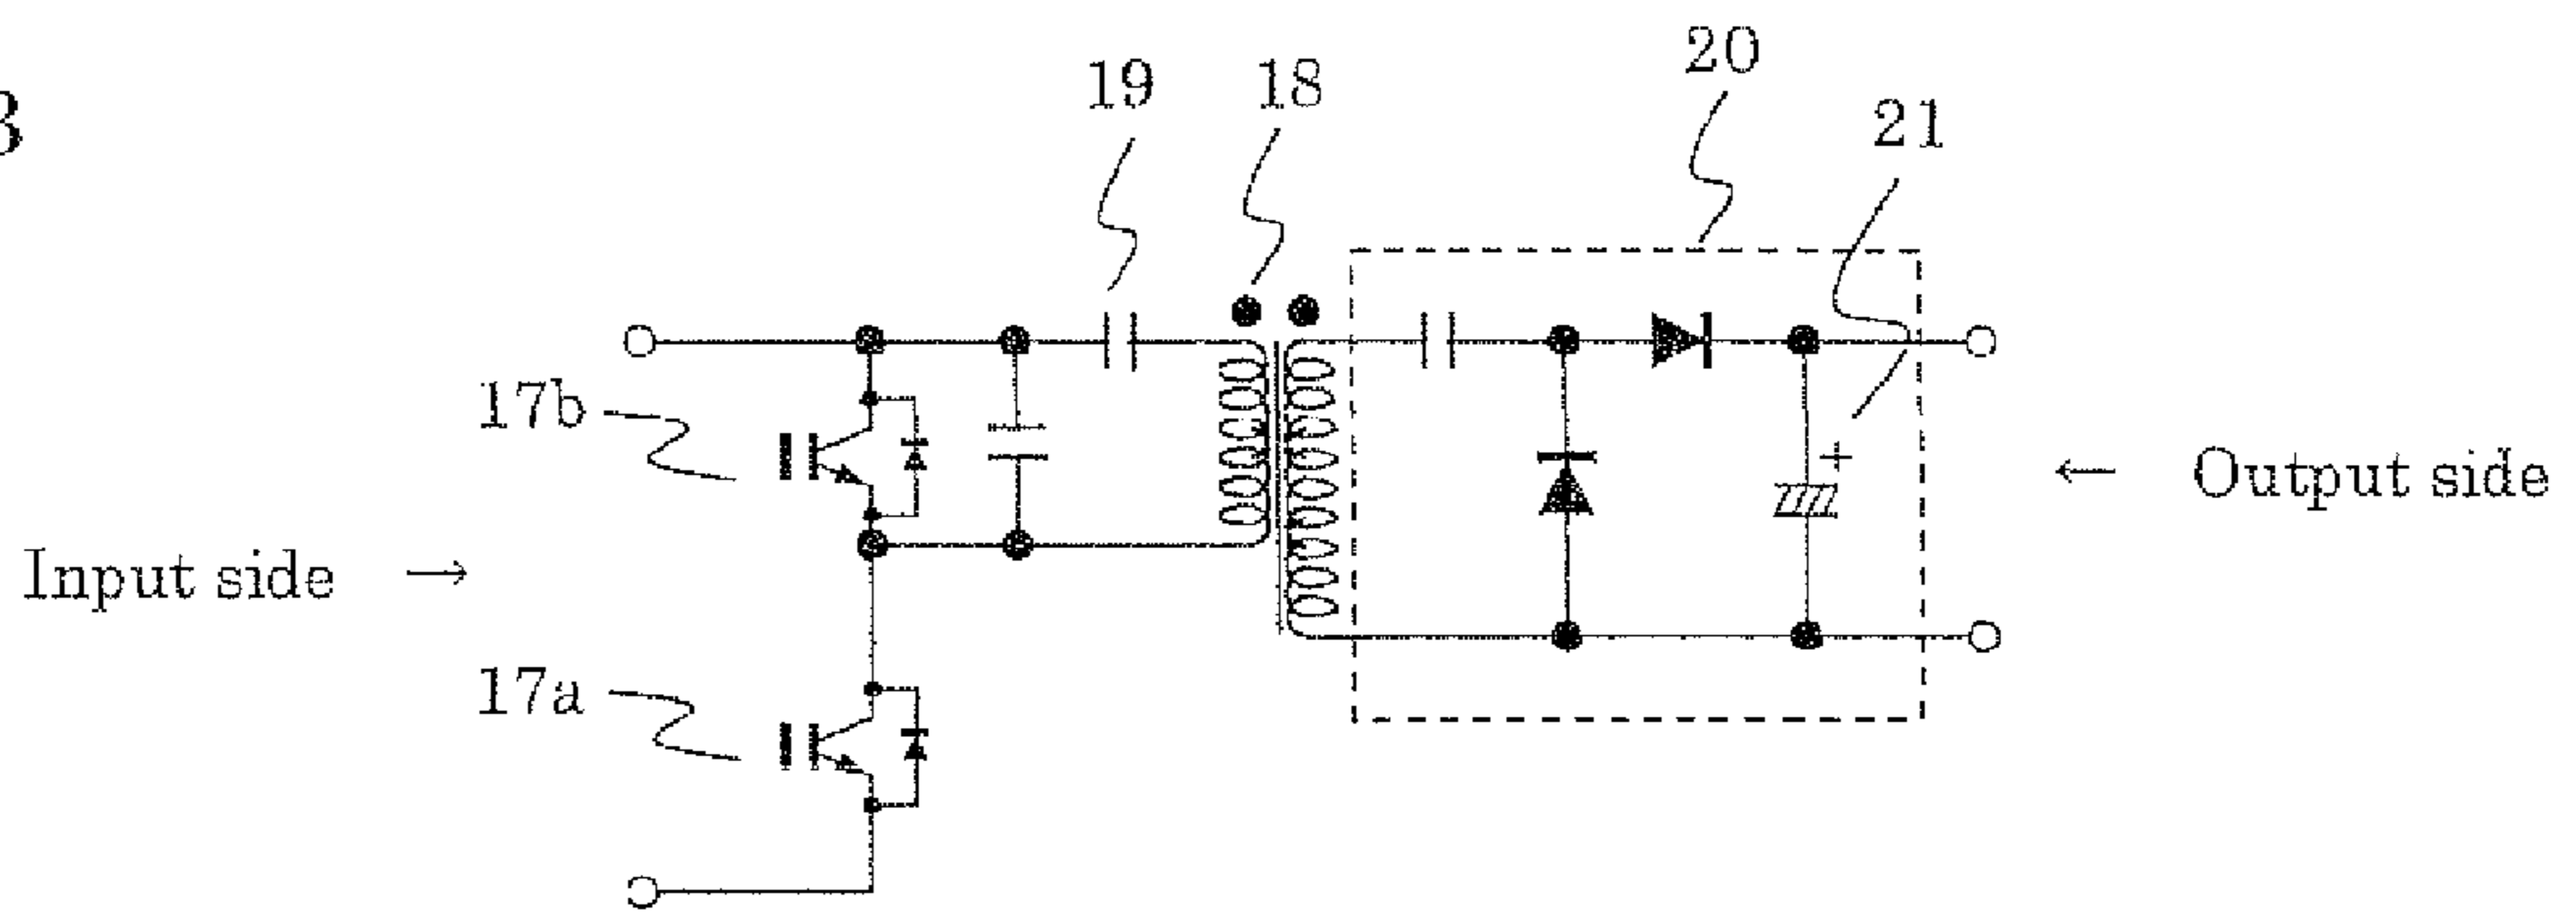 3
19
18
20
21
17b
+
← Output side
Input side →
17a